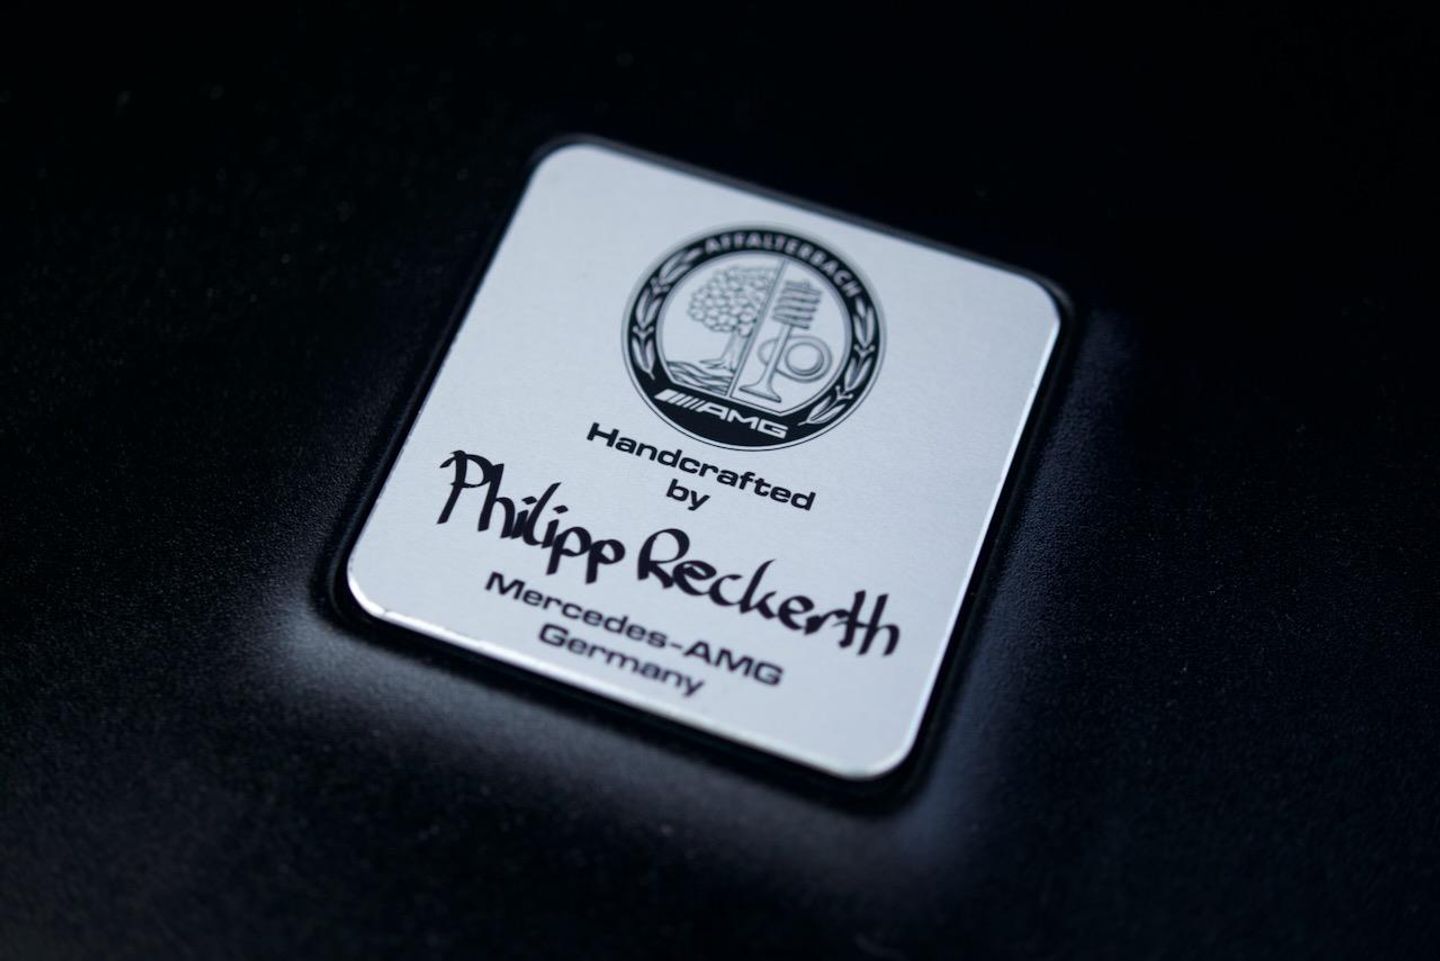 AFFALTERBACH
AMG
Handcrafted
by
Philipp Reckerth
Mercedes-AMG
Germany